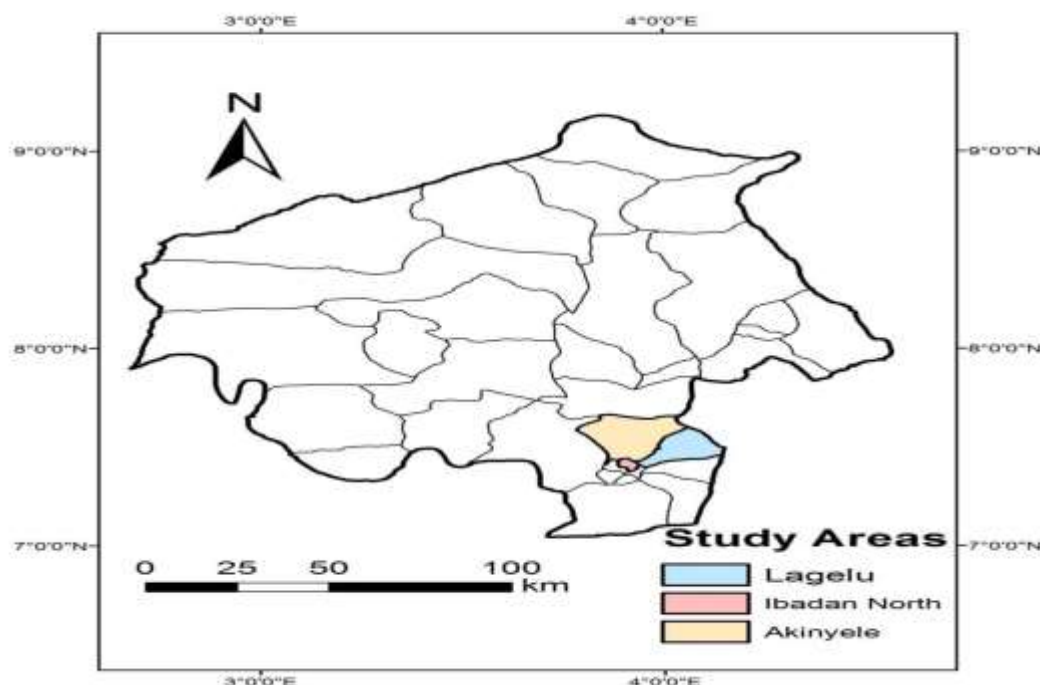 3°0'0"E 4°0'0"E
N
9°0'0"N 9°0'0"N
8°0'0"N 8°0'0"N
7°0'0"N 7°0'0"N
Study Areas
0 25 50 100
km
Lagelu
Ibadan North
Akinyele
3°0'0"E 4°0'0"E